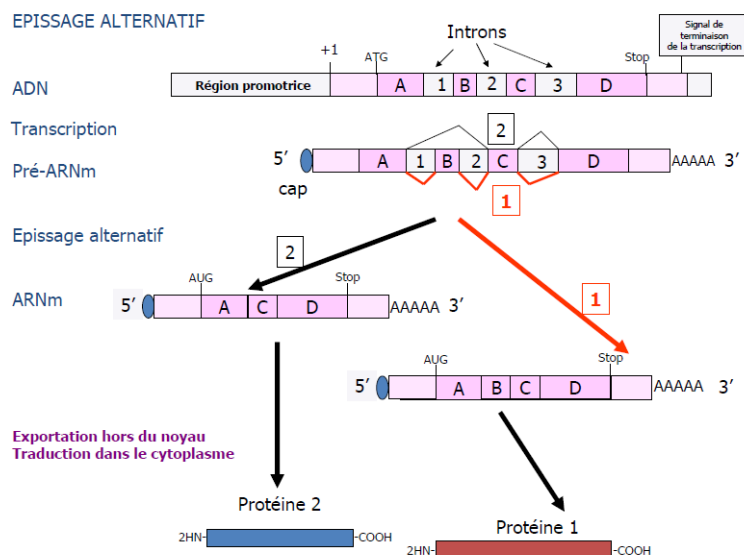 EPISSAGE ALTERNATIF
Introns
Signal de
terminaison
de la transcription
+1
ATG
Stop
ADN
Région promotrice
A
1
B
2
C
3
D
Transcription
2
5’
A
1
B
2
C
3
D
AAAAA
3’
Pré-ARNm
cap
1
Epissage alternatif
2
1
ARNm
AUG
Stop
5’
A
C
D
AAAAA
3’
AUG
Stop
5’
A
B
C
D
AAAAA
3’
Exportation hors du noyau
Traduction dans le cytoplasme
Protéine 2
2HN-
-COOH
Protéine 1
2HN-
-COOH